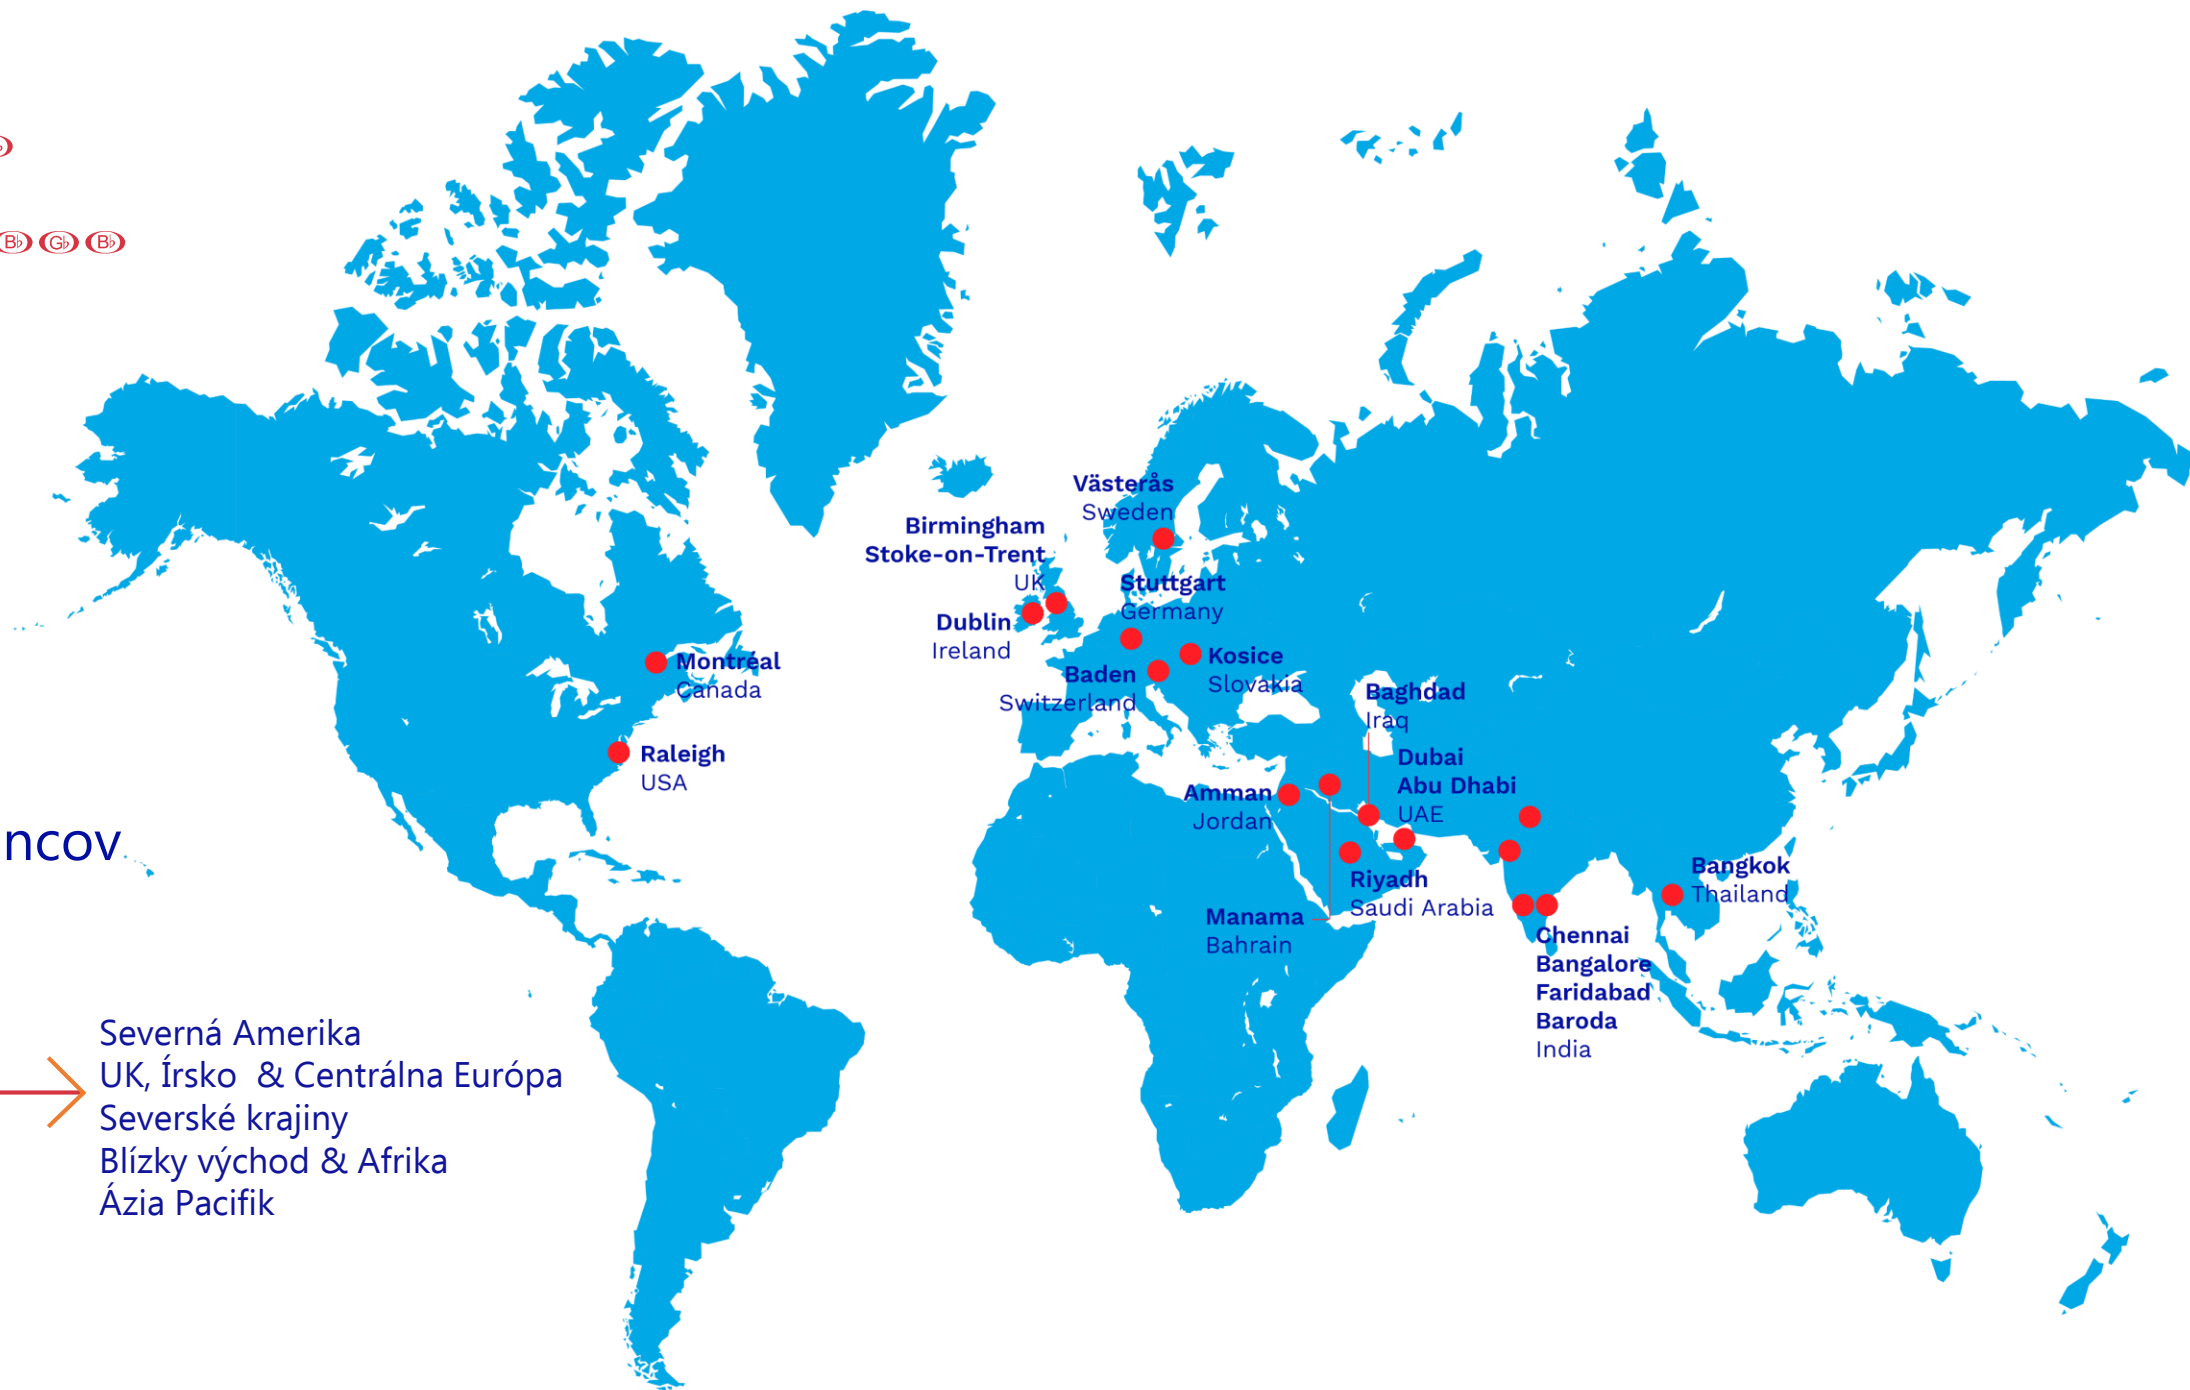 B♭ G♭ B♭
Västerås
Sweden
Birmingham
Stoke-on-Trent
UK
Stuttgart
Germany
Dublin
Ireland
Montréal
Canada
Kosice
Slovakia
Baden
Switzerland
Baghdad
Iraq
Raleigh
USA
Dubai
Abu Dhabi
UAE
Amman
Jordan
ncov
Bangkok
Thailand
Riyadh
Saudi Arabia
Manama
Bahrain
Chennai
Bangalore
Faridabad
Baroda
India
Severná Amerika
UK, Írsko & Centrálna Európa
Severské krajiny
Blízky východ & Afrika
Ázia Pacifik